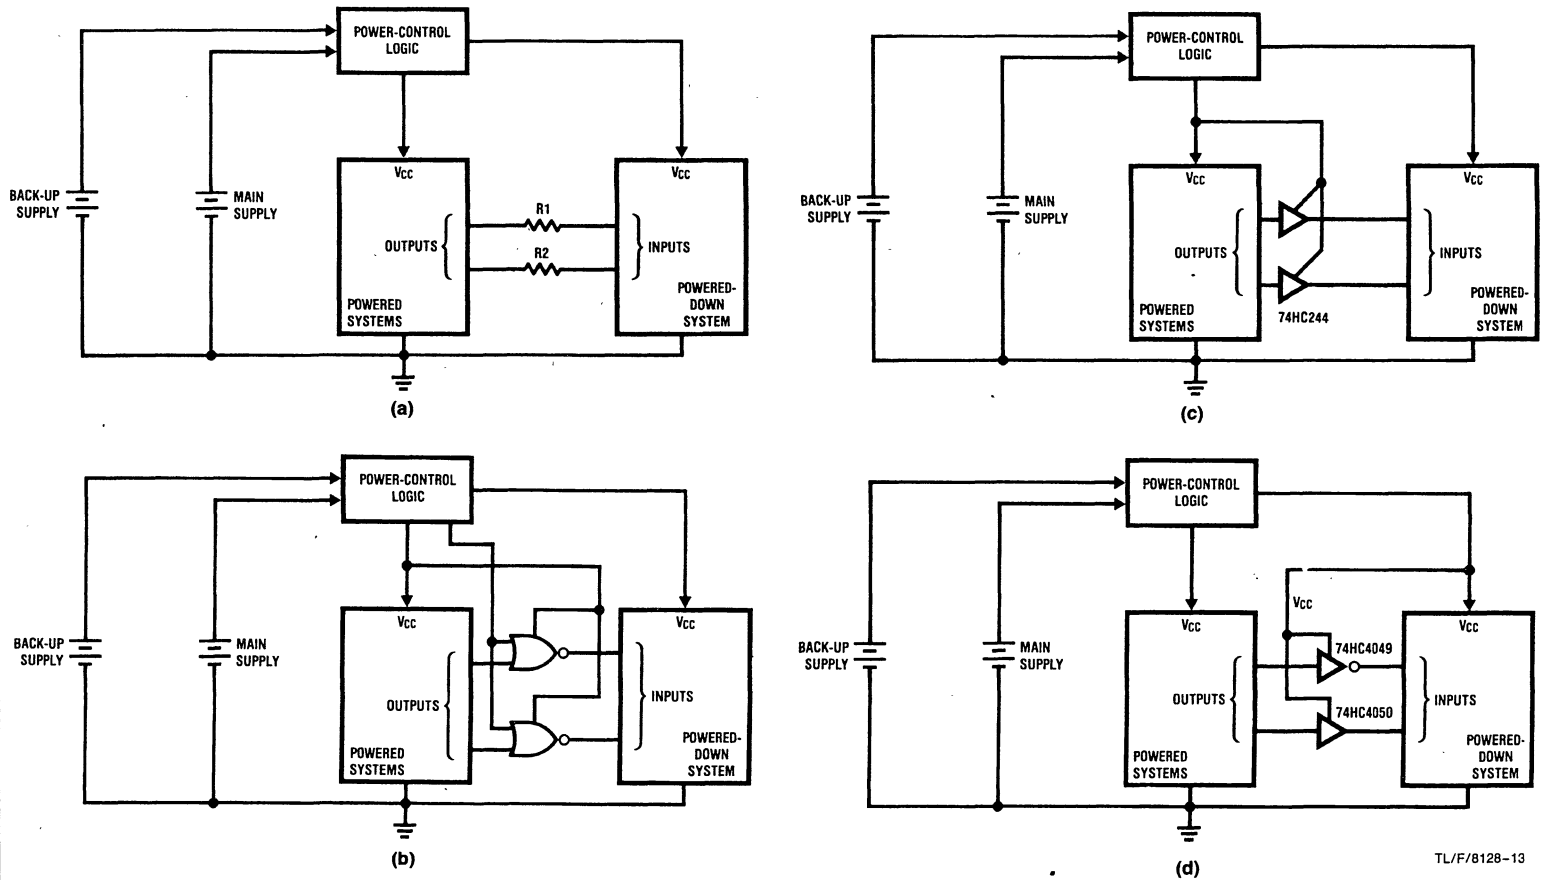 POWER-CONTROL
LOGIC
BACK-UP
SUPPLY
MAIN
SUPPLY
VCC
OUTPUTS
POWERED
SYSTEMS
R1
R2
VCC
INPUTS
POWERED-
DOWN
SYSTEM
(a)
POWER-CONTROL
LOGIC
BACK-UP
SUPPLY
MAIN
SUPPLY
VCC
OUTPUTS
POWERED
SYSTEMS
74HC244
VCC
INPUTS
POWERED-
DOWN
SYSTEM
(c)
POWER-CONTROL
LOGIC
BACK-UP
SUPPLY
MAIN
SUPPLY
VCC
OUTPUTS
POWERED
SYSTEMS
VCC
INPUTS
POWERED-
DOWN
SYSTEM
(b)
POWER-CONTROL
LOGIC
BACK-UP
SUPPLY
MAIN
SUPPLY
VCC
OUTPUTS
POWERED
SYSTEMS
VCC
74HC4049
74HC4050
VCC
INPUTS
POWERED-
DOWN
SYSTEM
(d)
TL/F/8128-13